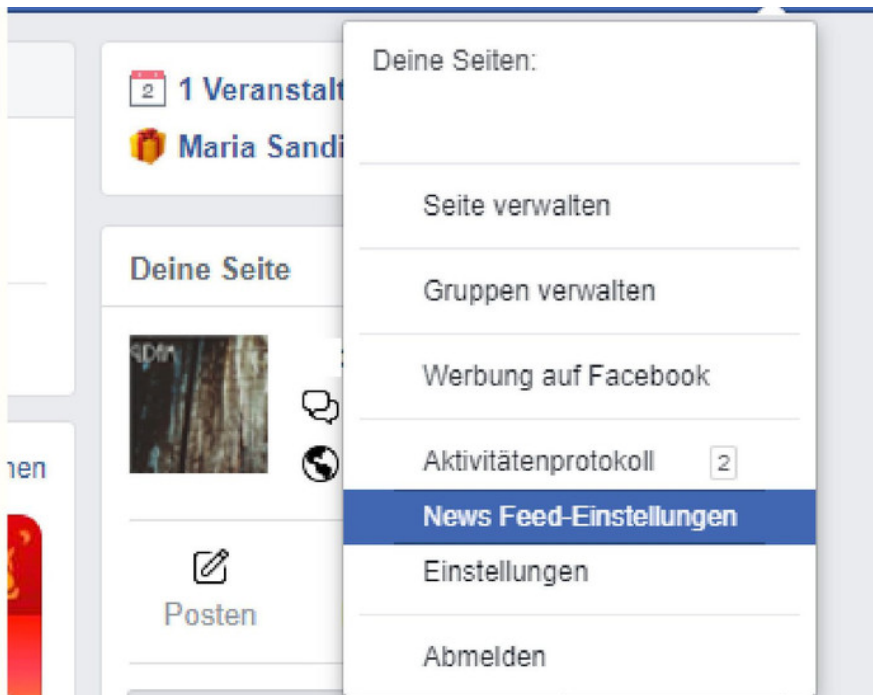 2 1 Veranstalt
Maria Sandi
Deine Seite
nen
Posten
Deine Seiten:
Seite verwalten
Gruppen verwalten
Werbung auf Facebook
Aktivitätenprotokoll 2
News Feed-Einstellungen
Einstellungen
Abmelden